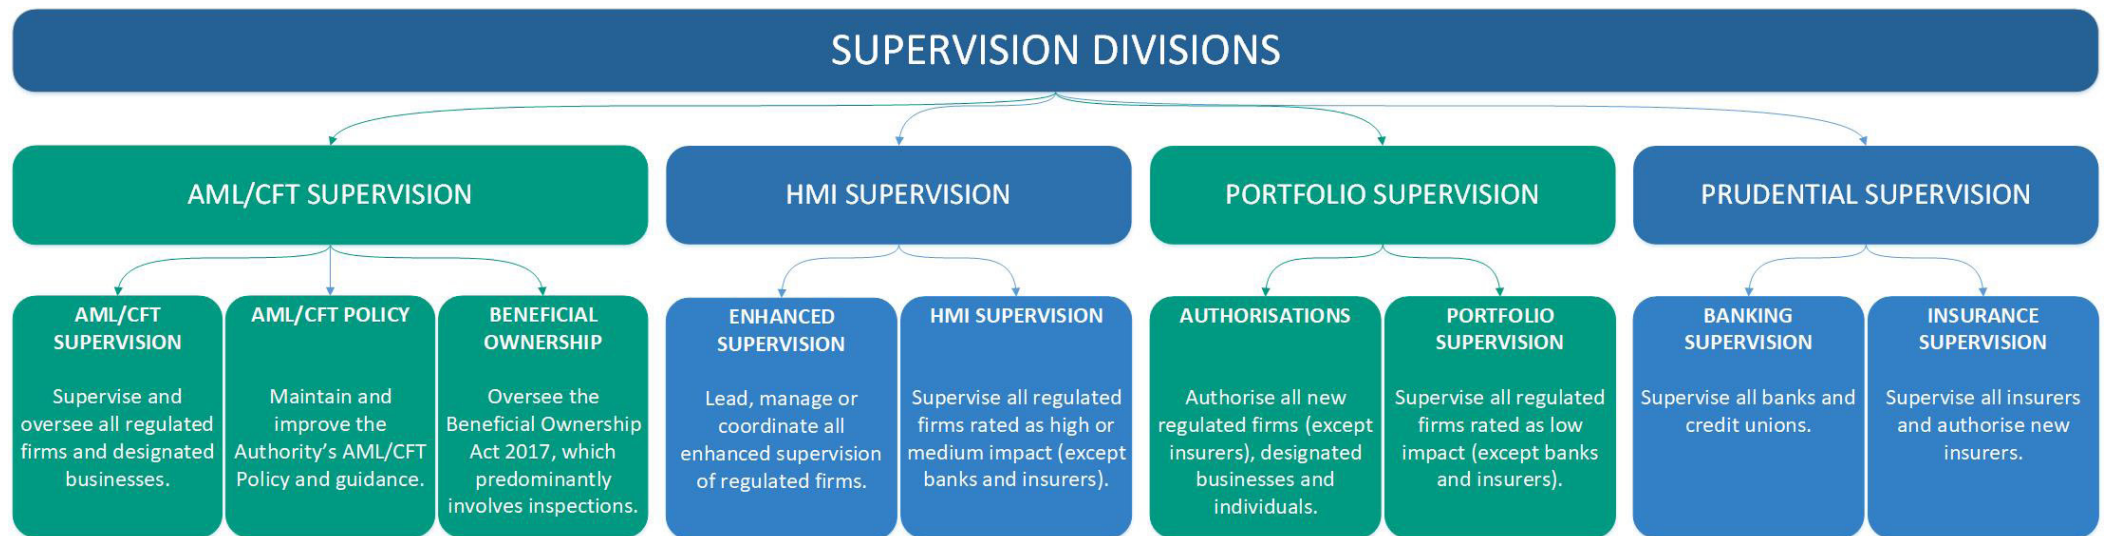 SUPERVISION DIVISIONS
AML/CFT SUPERVISION
HMI SUPERVISION
PORTFOLIO SUPERVISION
PRUDENTIAL SUPERVISION
AML/CFT
SUPERVISION
Supervise and
oversee all regulated
firms and designated
businesses.
AML/CFT POLICY
Maintain and
improve the
Authority’s AML/CFT
Policy and guidance.
BENEFICIAL
OWNERSHIP
Oversee the
Beneficial Ownership
Act 2017, which
predominantly
involves inspections.
ENHANCED
SUPERVISION
Lead, manage or
coordinate all
enhanced supervision
of regulated firms.
HMI SUPERVISION
Supervise all regulated
firms rated as high or
medium impact (except
banks and insurers).
AUTHORISATIONS
Authorise all new
regulated firms (except
insurers), designated
businesses and
individuals.
PORTFOLIO
SUPERVISION
Supervise all regulated
firms rated as low
impact (except banks
and insurers).
BANKING
SUPERVISION
Supervise all banks and
credit unions.
INSURANCE
SUPERVISION
Supervise all insurers
and authorise new
insurers.